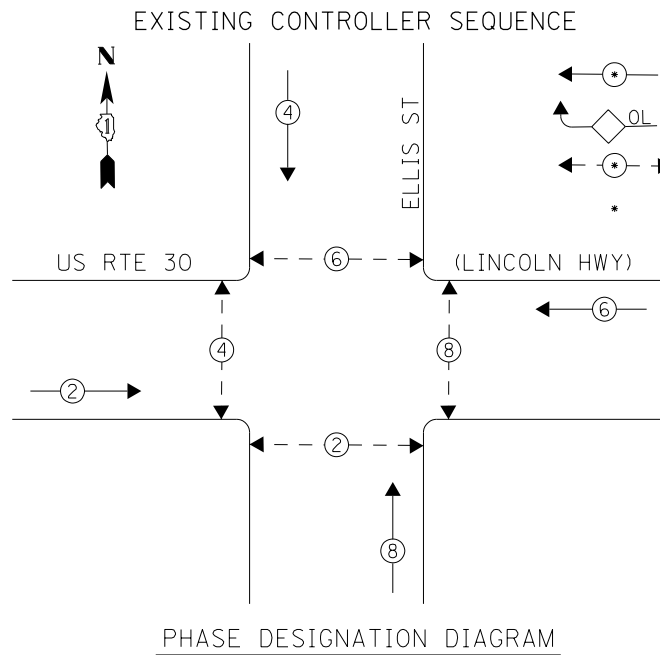 EXISTING CONTROLLER SEQUENCE
N
1
4
ELLIS ST
*
OL
*
*
US RTE 30
6
(LINCOLN HWY)
6
4
8
2
2
8
PHASE DESIGNATION DIAGRAM